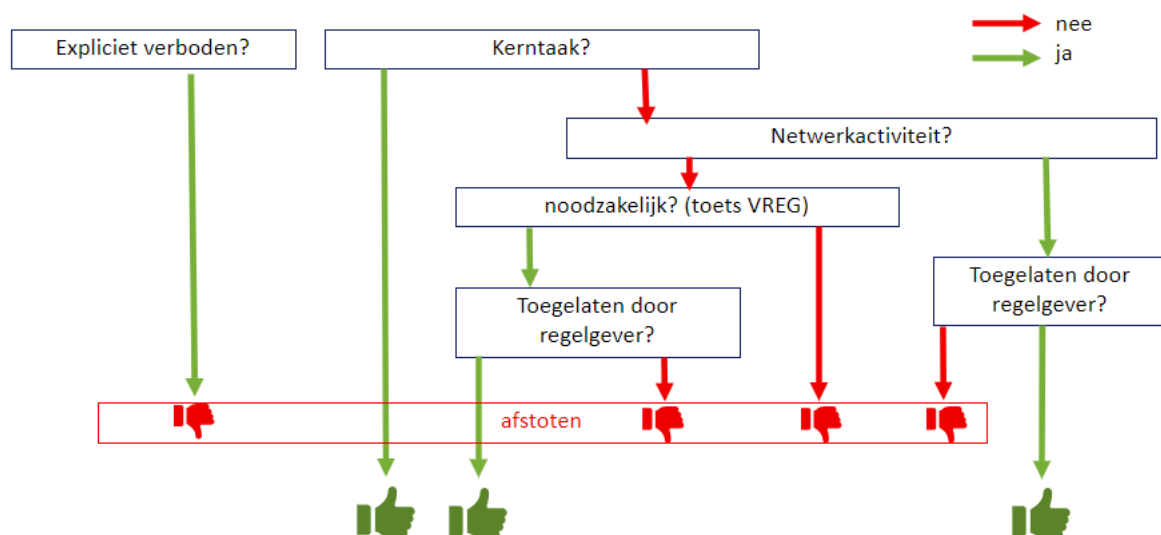 nee
ja
Expliciet verboden?
Kerntaak?
Netwerkactiviteit?
noodzakelijk? (toets VREG)
Toegelaten door
regelgever?
Toegelaten door
regelgever?
afstoten